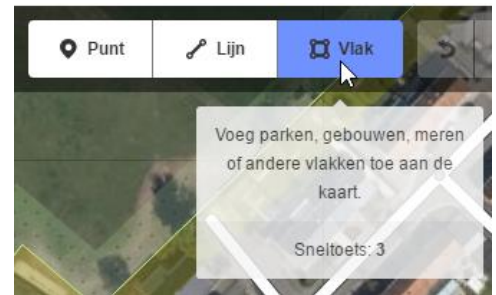 Punt Lijn Vlak
Voeg parken, gebouwen, meren
of andere vlakken toe aan de
kaart.
Sneltoets: 3